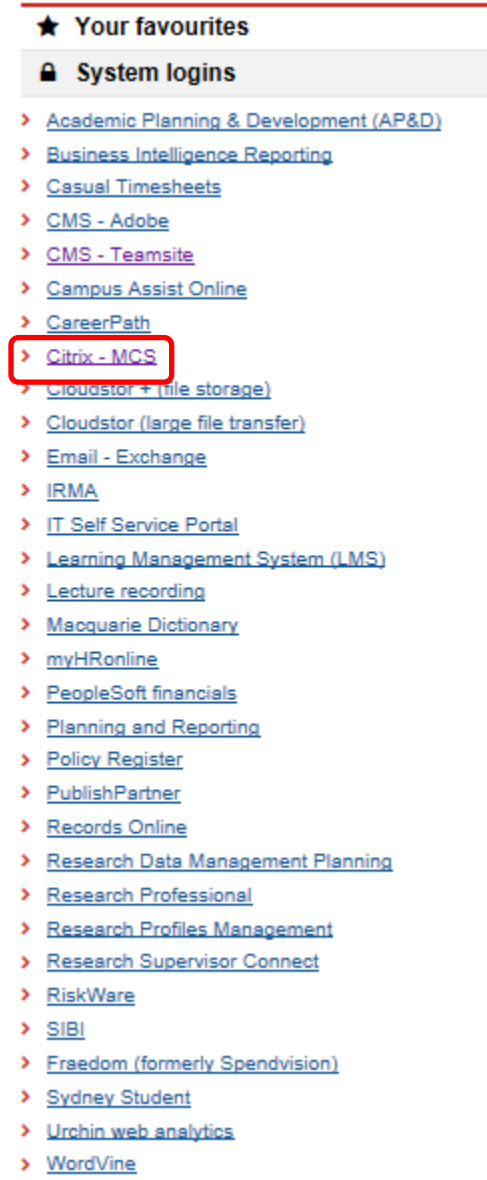 Your favourites
System logins
Academic Planning & Development (AP&D)
Business Intelligence Reporting
Casual Timesheets
CMS - Adobe
CMS - Teamsite
Campus Assist Online
CareerPath
Citrix - MCS
Cloudstor + (file storage)
Cloudstor (large file transfer)
Email - Exchange
IRMA
IT Self Service Portal
Learning Management System (LMS)
Lecture recording
Macquarie Dictionary
myHRonline
PeopleSoft financials
Planning and Reporting
Policy Register
PublishPartner
Records Online
Research Data Management Planning
Research Professional
Research Profiles Management
Research Supervisor Connect
RiskWare
SIBI
Fraedom (formerly Spendvision)
Sydney Student
Urchin web analytics
WordVine